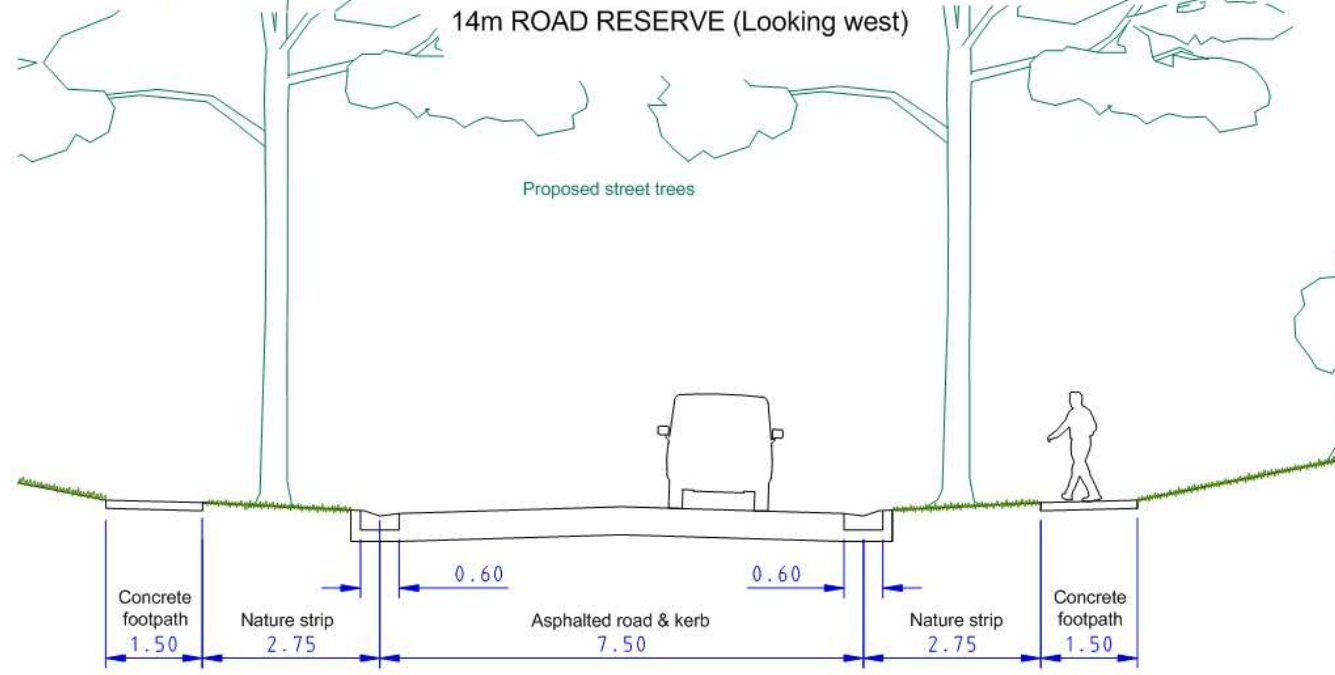 14m ROAD RESERVE (Looking west)
Proposed street trees
0.60
0.60
Concrete
footpath
1.50
Nature strip
2.75
Asphalted road & kerb
7.50
Nature strip
2.75
Concrete
footpath
1.50